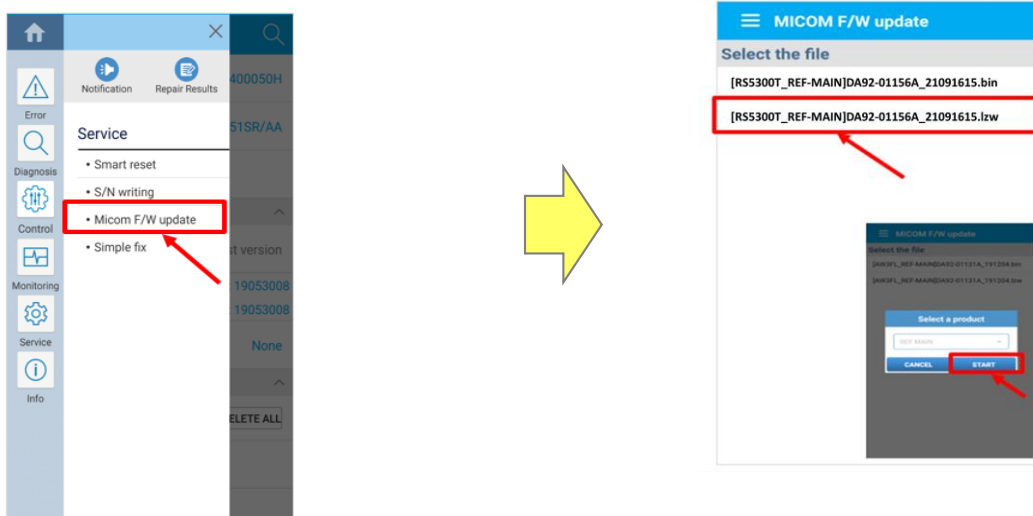 Notification
Repair Results
400050H
Error
Service
51SR/AA
Diagnosis
• Smart reset
• S/N writing
• Micom F/W update
Control
• Simple fix
st version
Monitoring
19053008
19053008
Service
None
Info
ELETE ALL
MICOM F/W update
Select the file
[RS5300T_REF-MAIN]DA92-01156A_21091615.bin
[RS5300T_REF-MAIN]DA92-01156A_21091615.lzw
MICOM F/W update
Select the file
Select a product
REF MAIN
CANCEL
START